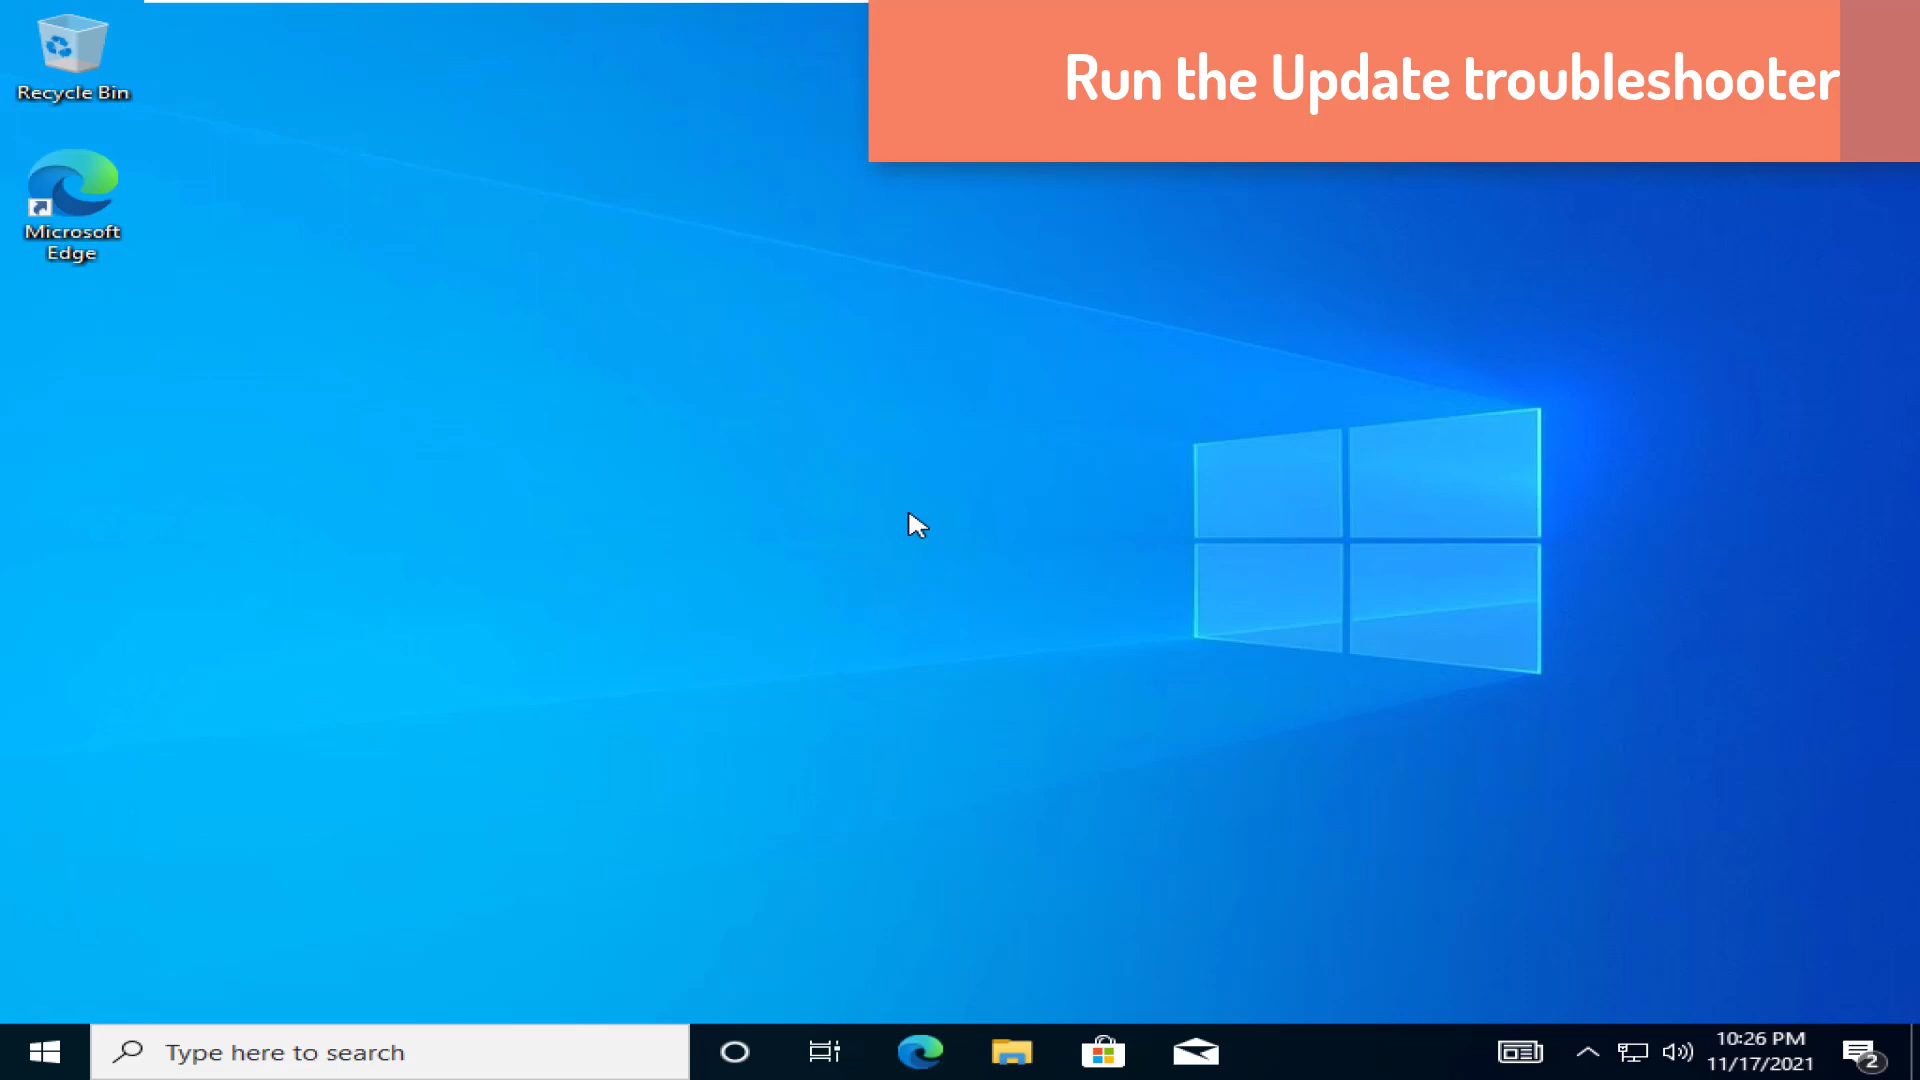 Run the Update troubleshooter
Recycle Bin
Microsoft
Edge
Type here to search
10:26 PM
11/17/2021
2